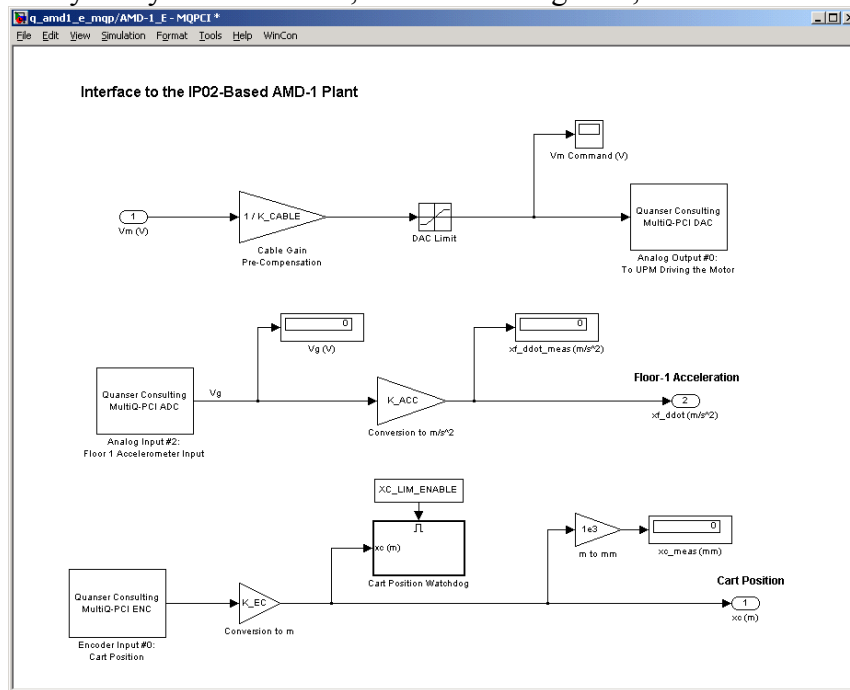 q_amd1_e_mqp/AMD-1_E - MQPCI *
File Edit View Simulation Format Tools Help WinCon
Interface to the IP02-Based AMD-1 Plant
Vm Command (V)
1
Vm (V)
1 / K_CABLE
Cable Gain
Pre-Compensation
DAC Limit
Quanser Consulting
MultiQ-PCI DAC
Analog Output #0:
To UPM Driving the Motor
0
Vg (V)
0
xf_ddot_meas (m/s^2)
Quanser Consulting
MultiQ-PCI ADC
Analog Input #2:
Floor 1 Accelerometer Input
Vg
K_ACC
Conversion to m/s^2
Floor-1 Acceleration
2
xf_ddot (m/s^2)
XC_LIM_ENABLE
xc (m)
Cart Position Watchdog
1e3
m to mm
0
xc_meas (mm)
Quanser Consulting
MultiQ-PCI ENC
Encoder Input #0:
Cart Position
K_EC
Conversion to m
Cart Position
1
xc (m)